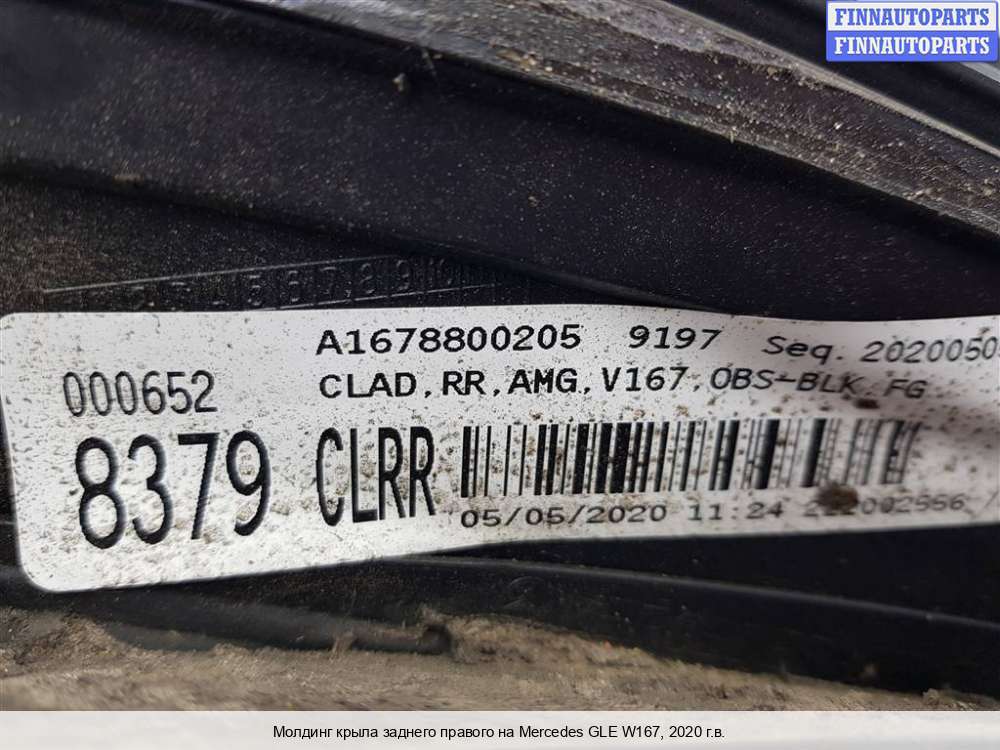 FINNAUTOPARTS
FINNAUTOPARTS
A1678800205 9197 Seq. 2020050
000652 CLAD,RR,AMG,V167,OBS-BLK,FG
8379 CLRR
05/05/2020 11:24
Молдинг крыла заднего правого на Mercedes GLE W167, 2020 г.в.